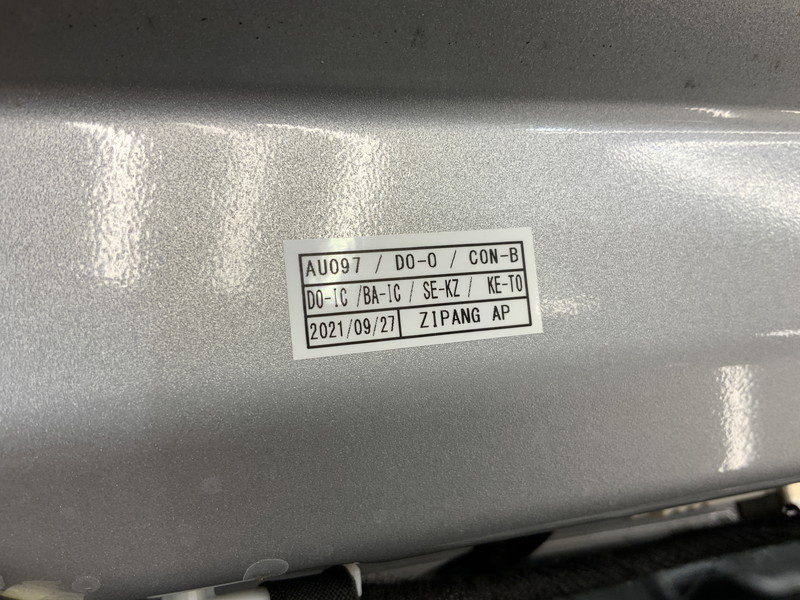 AU097 / DO-O / CON-B
DO-IC /BA-IC / SE-KZ / KE-TO
2021/09/27 ZIPANG AP